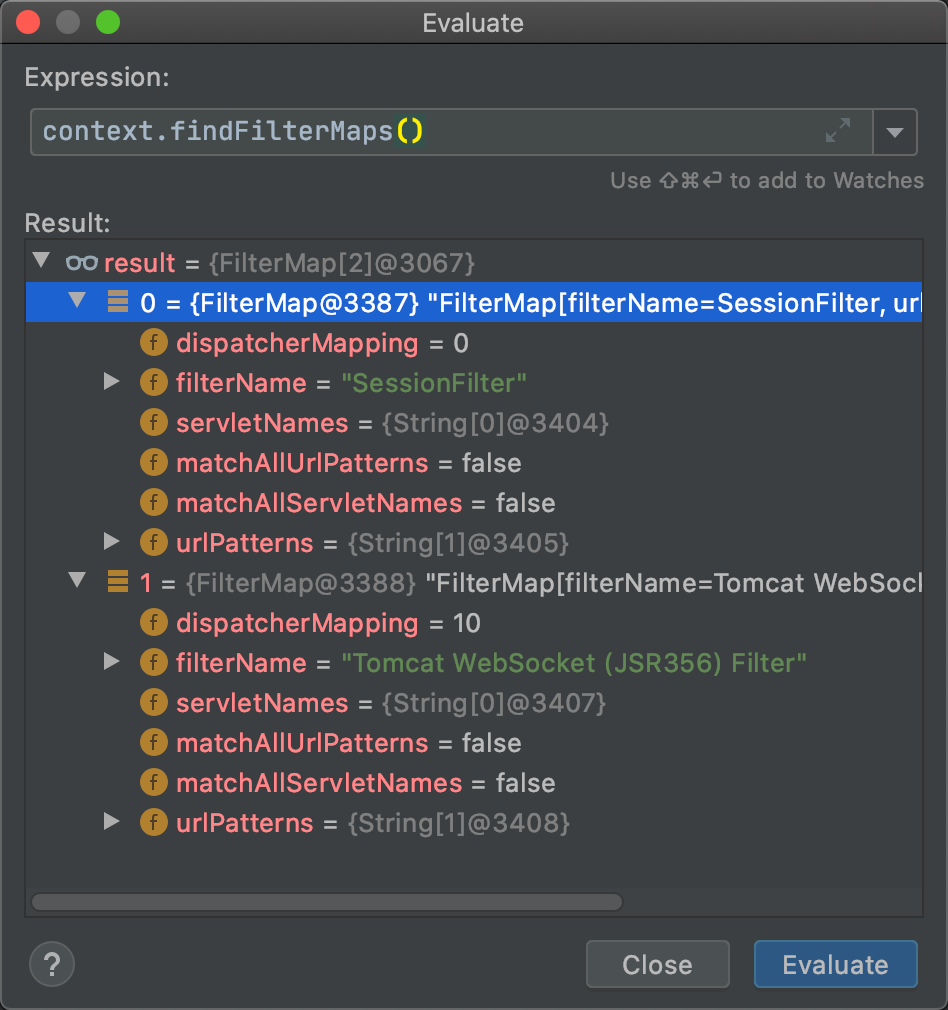 Evaluate
Expression:
context.findFilterMaps()
Use ⇧⌘⏎ to add to Watches
Result:
result = {FilterMap[2]@3067}
0 = {FilterMap@3387} "FilterMap[filterName=SessionFilter, url
f dispatcherMapping = 0
f filterName = "SessionFilter"
f servletNames = {String[0]@3404}
f matchAllUrlPatterns = false
f matchAllServletNames = false
f urlPatterns = {String[1]@3405}
1 = {FilterMap@3388} "FilterMap[filterName=Tomcat WebSock
f dispatcherMapping = 10
f filterName = "Tomcat WebSocket (JSR356) Filter"
f servletNames = {String[0]@3407}
f matchAllUrlPatterns = false
f matchAllServletNames = false
f urlPatterns = {String[1]@3408}
? Close Evaluate